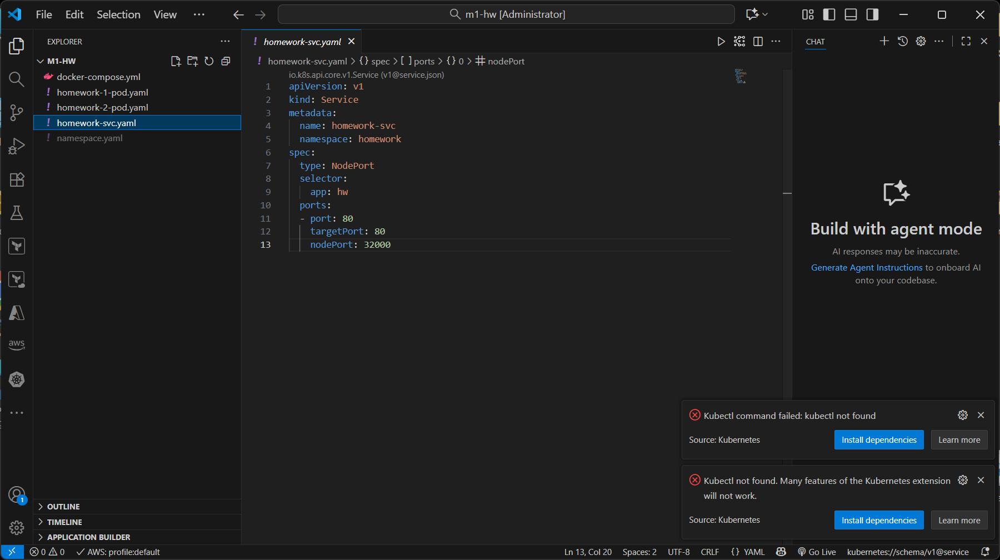 File Edit Selection View ···
m1-hw [Administrator]
EXPLORER
M1-HW
docker-compose.yml
! homework-1-pod.yaml
! homework-2-pod.yaml
! homework-svc.yaml
! namespace.yaml
OUTLINE
TIMELINE
APPLICATION BUILDER
aws
1
! homework-svc.yaml
! homework-svc.yaml > {} spec > [ ] ports > {} 0 > # nodePort
io.k8s.api.core.v1.Service (v1@service.json)
1 apiVersion: v1
2 kind: Service
3 metadata:
4 name: homework-svc
5 namespace: homework
6 spec:
7 type: NodePort
8 selector:
9 app: hw
10 ports:
11 - port: 80
12 targetPort: 80
13 nodePort: 32000
CHAT
Build with agent mode
AI responses may be inaccurate.
Generate Agent Instructions to onboard AI
onto your codebase.
Kubectl command failed: kubectl not found
Source: Kubernetes
Install dependencies
Learn more
Kubectl not found. Many features of the Kubernetes extension
will not work.
Source: Kubernetes
Install dependencies
Learn more
0 0 AWS: profile:default
Ln 13, Col 20 Spaces: 2 UTF-8 CRLF {} YAML Go Live kubernetes://schema/v1@service